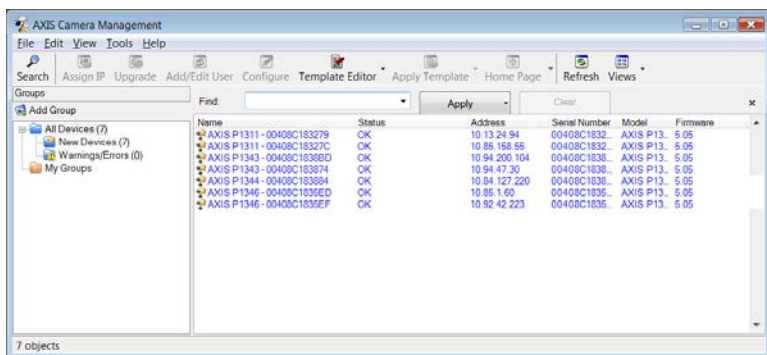 AXIS Camera Management
File Edit View Tools Help
Search Assign IP Upgrade Add/Edit User Configure Template Editor Apply Template Home Page Refresh Views
Groups
Add Group
Find: Apply Clear x
All Devices (7)
New Devices (7)
Warnings/Errors (0)
My Groups
Name Status Address Serial Number Model Firmware
AXIS P1311 - 00408C183279 OK 10.13.24.94 00408C1832... AXIS P13... 5.05
AXIS P1311 - 00408C18327C OK 10.85.158.55 00408C1832... AXIS P13... 5.05
AXIS P1343 - 00408C1838BD OK 10.94.200.104 00408C1838... AXIS P13... 5.05
AXIS P1343 - 00408C183874 OK 10.94.47.30 00408C1838... AXIS P13... 5.05
AXIS P1344 - 00408C183884 OK 10.84.127.220 00408C1838... AXIS P13... 5.05
AXIS P1346 - 00408C1835ED OK 10.85.1.60 00408C1835... AXIS P13... 5.05
AXIS P1346 - 00408C1835EF OK 10.92.42.223 00408C1835... AXIS P13... 5.05
7 objects